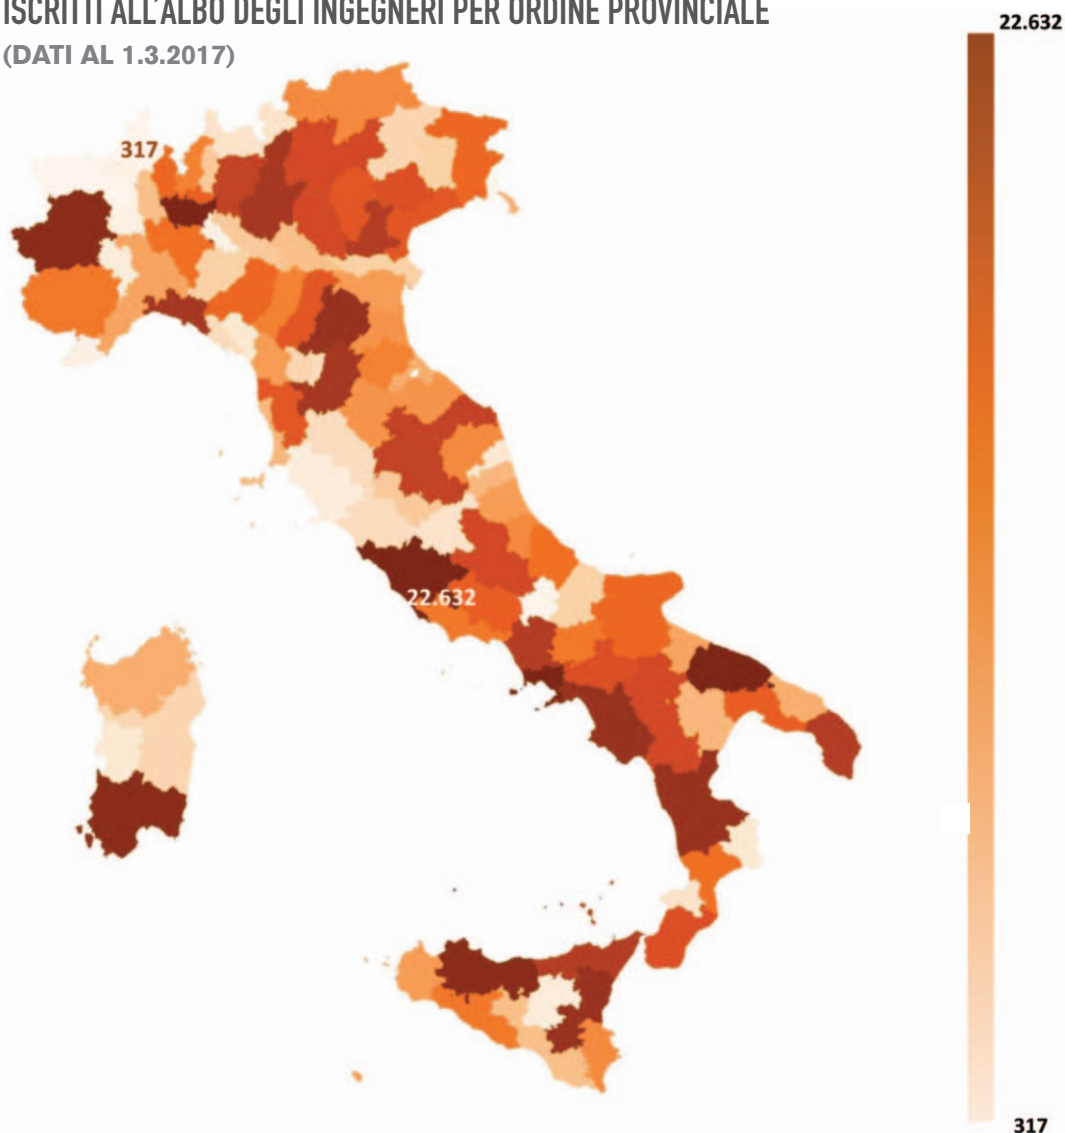 ISCRITTI ALL'ALBO DEGLI INGEGNERI PER ORDINE PROVINCIALE
(DATI AL 1.3.2017)
22.632
317
22.632
317